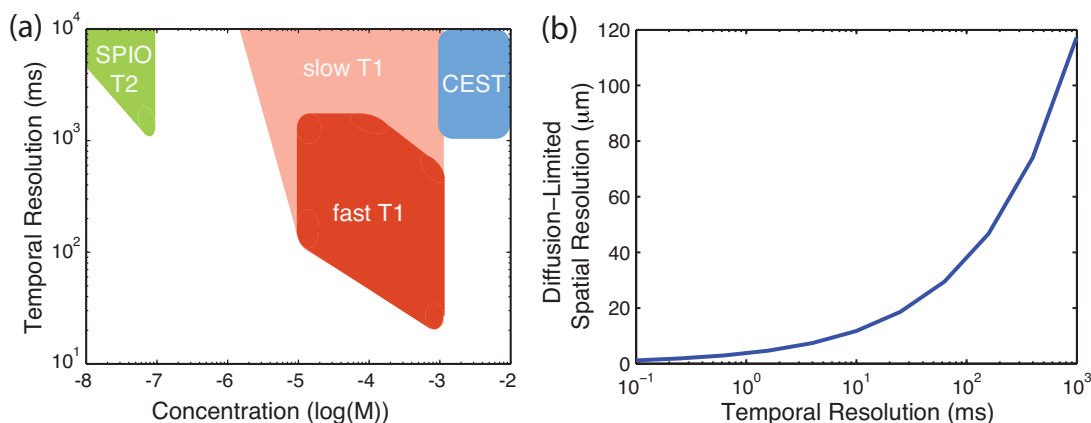 (a)
Temporal Resolution (ms)
10^4
10^3
10^2
10^1
SPIO
T2
slow T1
CEST
fast T1
-8 -7 -6 -5 -4 -3 -2
Concentration (log(M))
(b)
Diffusion-Limited
Spatial Resolution (μm)
120
100
80
60
40
20
0
10^-1 10^0 10^1 10^2 10^3
Temporal Resolution (ms)